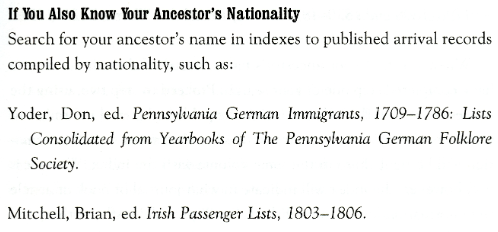 If You Also Know Your Ancestor's Nationality
Search for your ancestor's name in indexes to published arrival records
compiled by nationality, such as:
Yoder, Don, ed. Pennsylvania German Immigrants, 1709–1786: Lists
Consolidated from Yearbooks of The Pennsylvania German Folklore
Society.
Mitchell, Brian, ed. Irish Passenger Lists, 1803–1806.